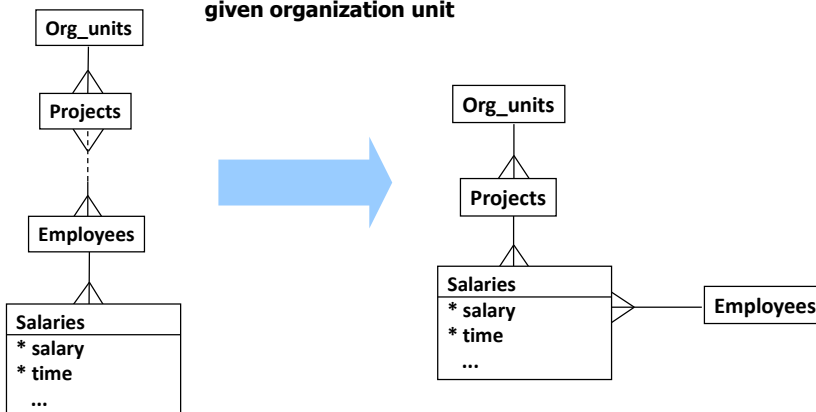 given organization unit
Org_units
Projects
Employees
Salaries
* salary
* time
...
Org_units
Projects
Salaries
* salary
* time
...
Employees